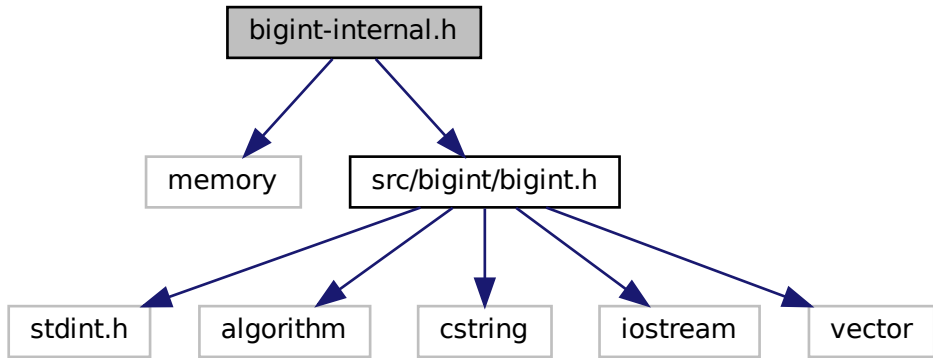 bigint-internal.h
memory
src/bigint/bigint.h
stdint.h
algorithm
cstring
iostream
vector